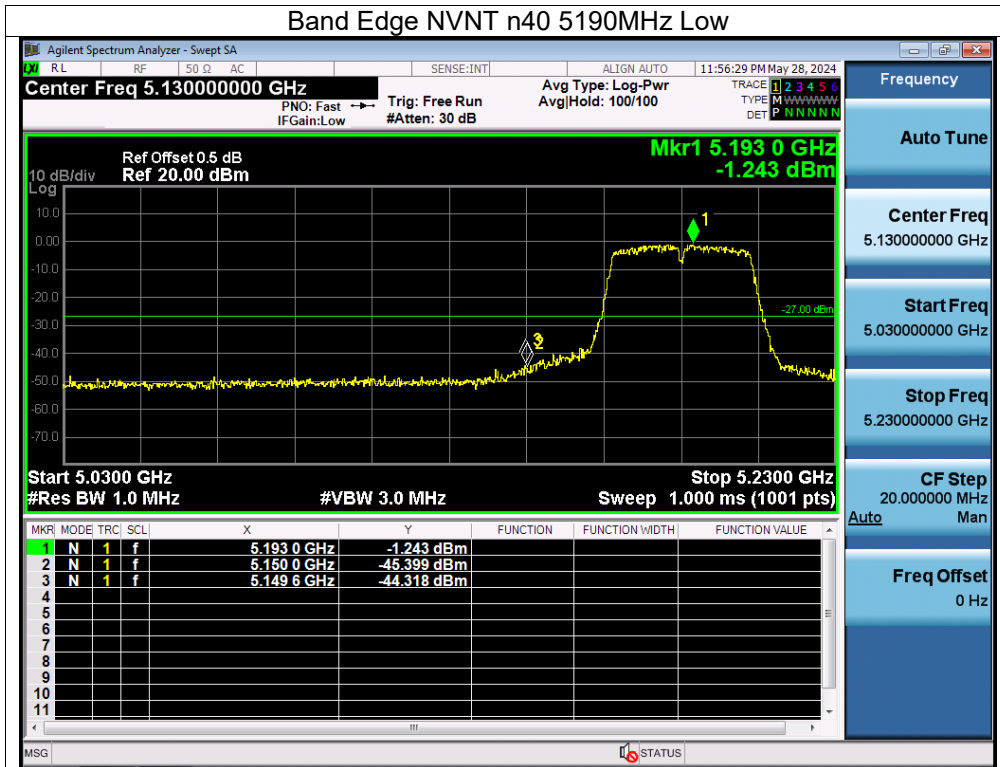 Band Edge NVNT n40 5190MHz Low
Agilent Spectrum Analyzer - Swept SA
LXI RL RF 50 Ω AC SENSE:INT ALIGN AUTO 11:56:29 PM May 28, 2024
Center Freq 5.130000000 GHz
Avg Type: Log-Pwr
TRACE 1 2 3 4 5 6
PNO: Fast Trig: Free Run Avg|Hold: 100/100 TYPE M WWWWW
IFGain:Low #Atten: 30 dB DET P N N N N N
Mkr1 5.193 0 GHz
-1.243 dBm
Ref Offset 0.5 dB
10 dB/div Ref 20.00 dBm
Log
10.0
0.00
-10.0
-20.0
-30.0
-40.0
-50.0
-60.0
-70.0
1
-27.00 dBm
3
2
Start 5.0300 GHz Stop 5.2300 GHz
#Res BW 1.0 MHz #VBW 3.0 MHz Sweep 1.000 ms (1001 pts)
MKR MODE TRC SCL X Y FUNCTION FUNCTION WIDTH FUNCTION VALUE
1 N 1 f 5.193 0 GHz -1.243 dBm
2 N 1 f 5.150 0 GHz -45.399 dBm
3 N 1 f 5.149 6 GHz -44.318 dBm
4
5
6
7
8
9
10
11
MSG STATUS
Frequency
Auto Tune
Center Freq
5.130000000 GHz
Start Freq
5.030000000 GHz
Stop Freq
5.230000000 GHz
CF Step
20.000000 MHz
Auto Man
Freq Offset
0 Hz